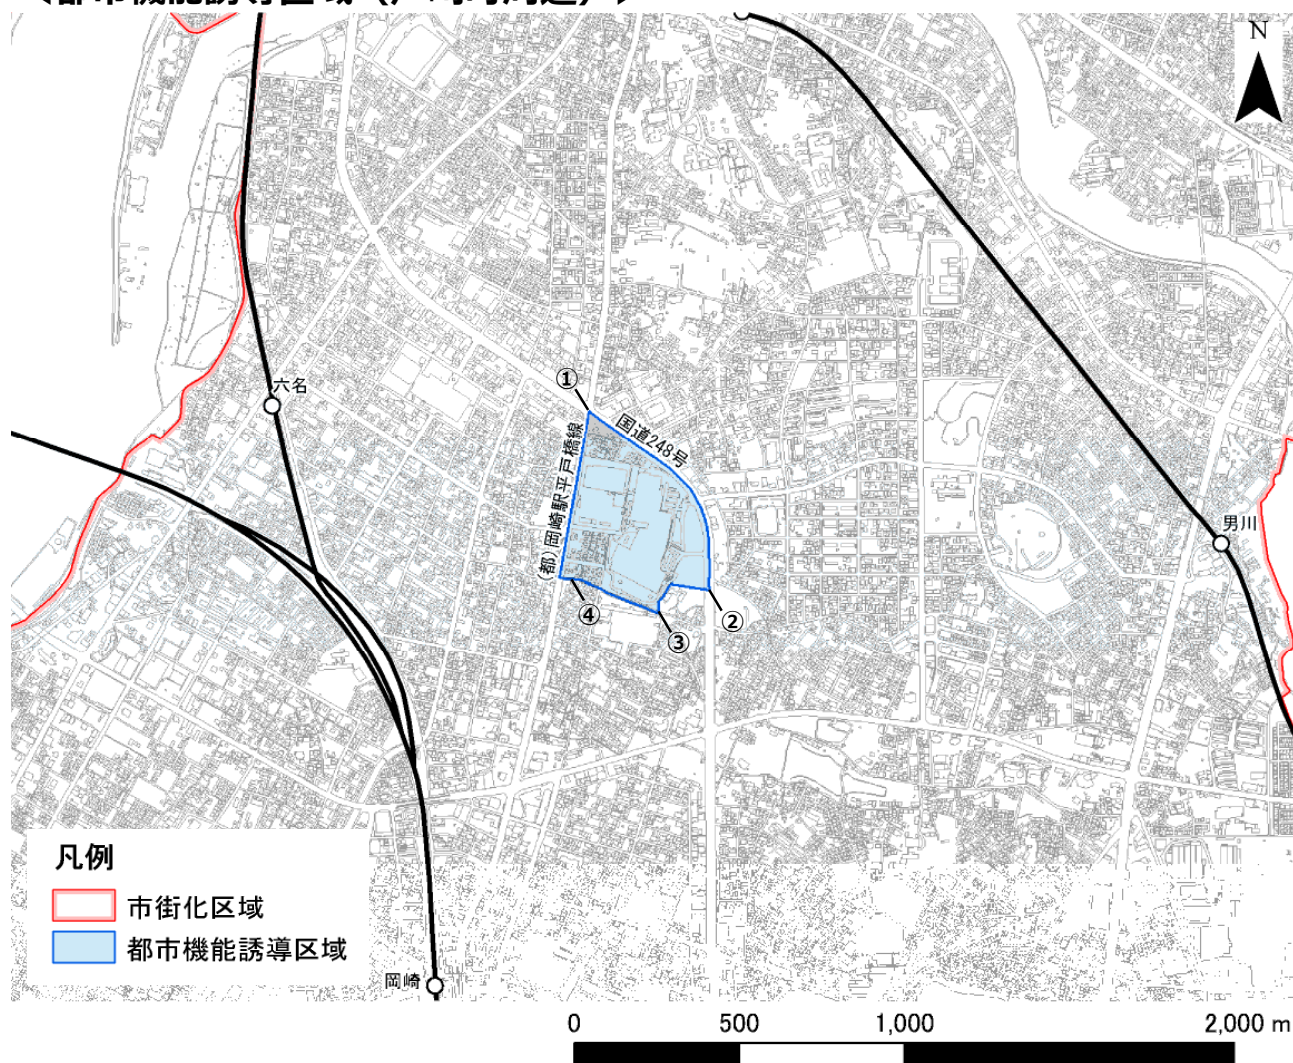 N
六名
①
国道248号
(都)岡崎駅平戸橋線
男川
④
③
②
凡例
市街化区域
都市機能誘導区域
岡崎
0 500 1,000 2,000 m